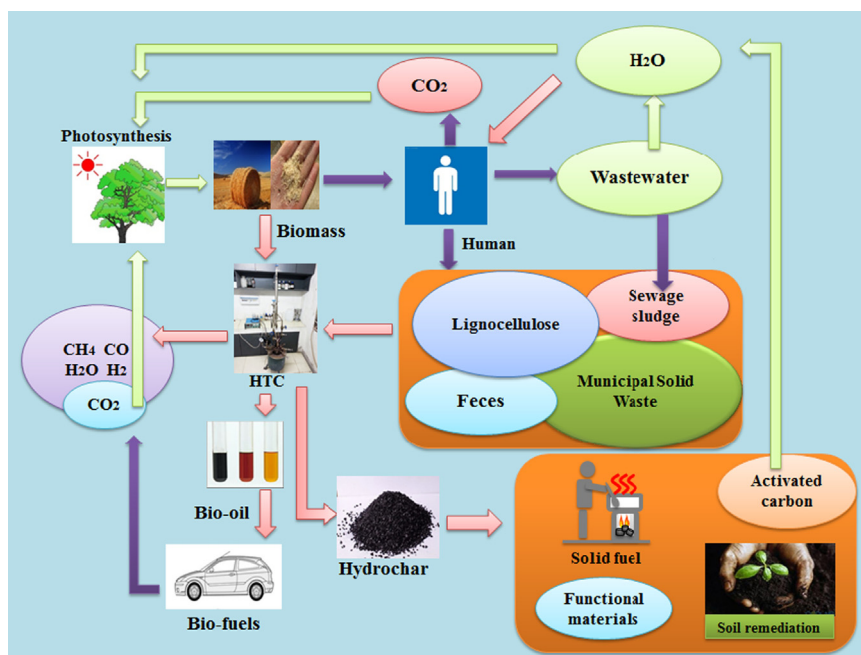 H2O
CO2
Photosynthesis
Wastewater
Biomass
Human
Sewage
sludge
Lignocellulose
CH4 CO
H2O H2
CO2
HTC
Municipal Solid
Waste
Feces
Activated
carbon
Bio-oil
Solid fuel
Hydrochar
Functional
materials
Bio-fuels
Soil remediation